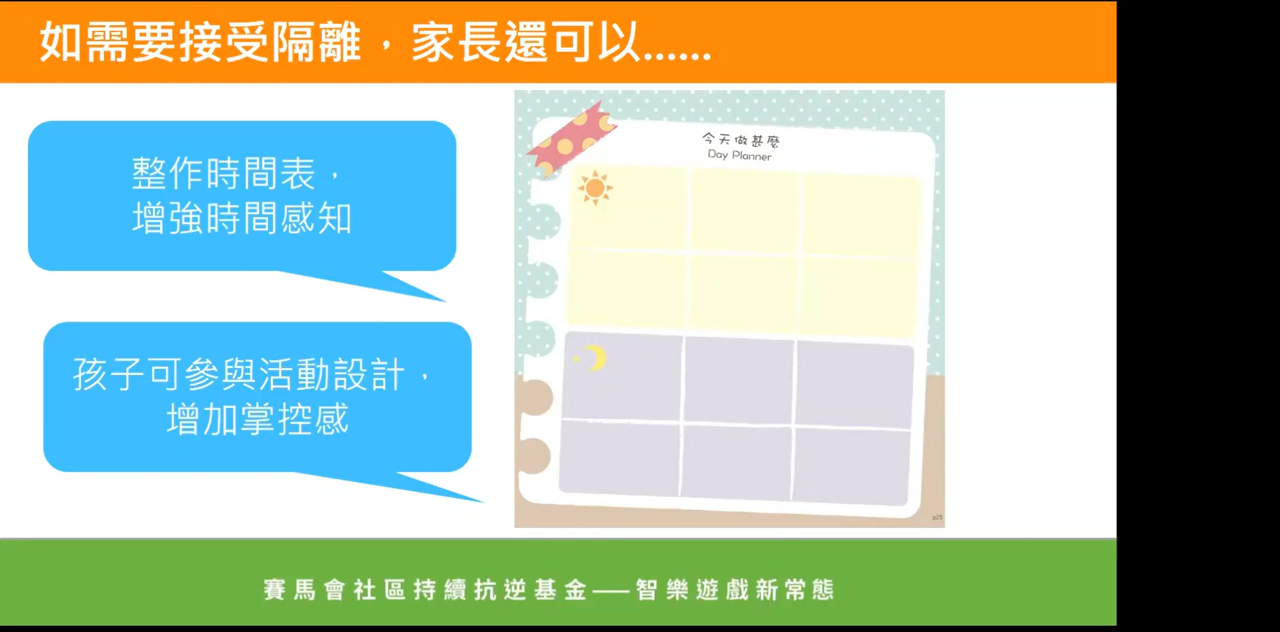 如需要接受隔離，家長還可以......
整作時間表，
增強時間感知
孩子可參與活動設計，
增加掌控感
今天做甚麼
Day Planner
p25
賽馬會社區持續抗逆基金——智樂遊戲新常態